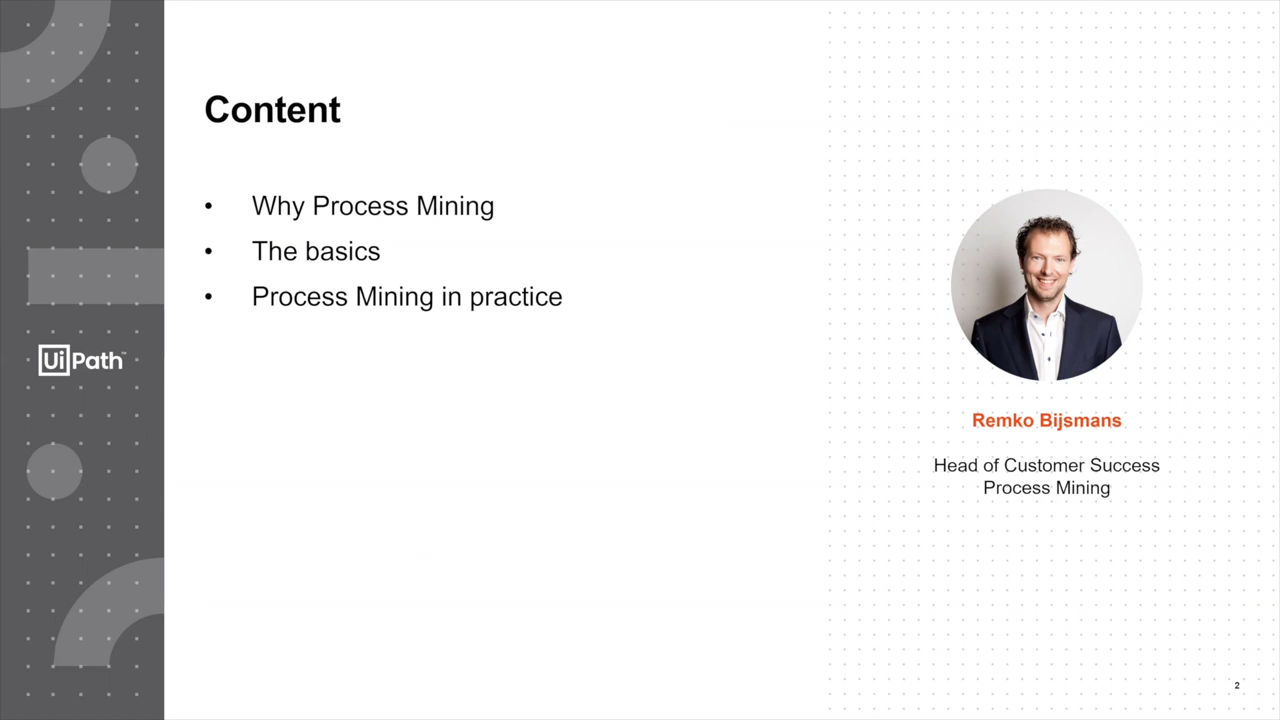 Content
• Why Process Mining
• The basics
• Process Mining in practice
UiPath™
Remko Bijsmans
Head of Customer Success
Process Mining
2